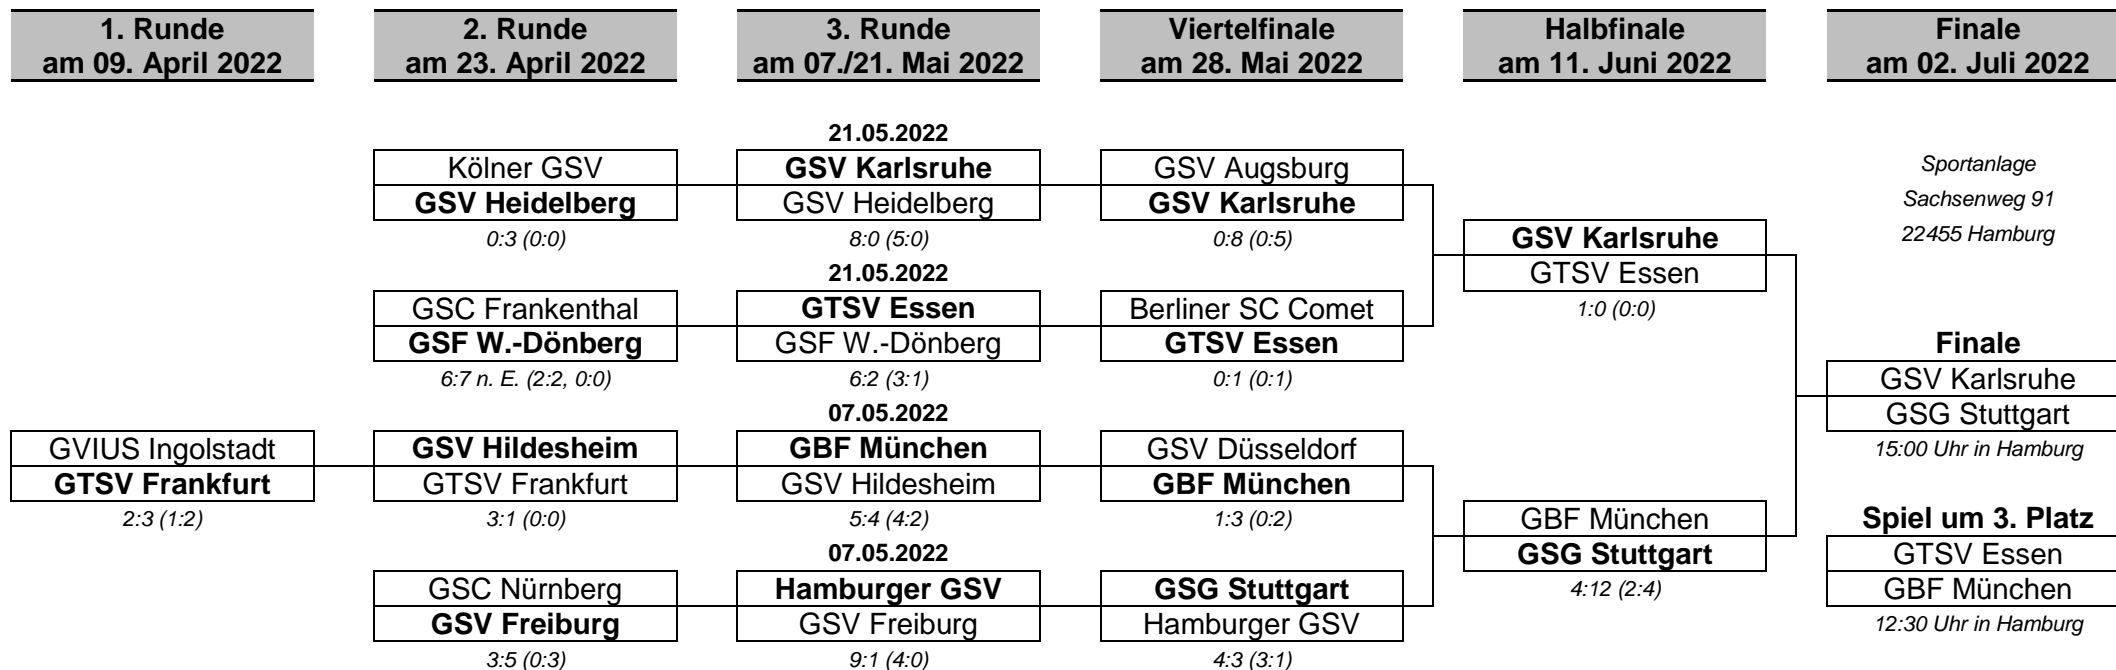 1. Runde
am 09. April 2022
2. Runde
am 23. April 2022
3. Runde
am 07./21. Mai 2022
Viertelfinale
am 28. Mai 2022
Halbfinale
am 11. Juni 2022
Finale
am 02. Juli 2022
GVIUS Ingolstadt
GTSV Frankfurt
2:3 (1:2)
Kölner GSV
GSV Heidelberg
0:3 (0:0)
GSC Frankenthal
GSF W.-Dönberg
6:7 n. E. (2:2, 0:0)
GSV Hildesheim
GTSV Frankfurt
3:1 (0:0)
GSC Nürnberg
GSV Freiburg
3:5 (0:3)
21.05.2022
GSV Karlsruhe
GSV Heidelberg
8:0 (5:0)
21.05.2022
GTSV Essen
GSF W.-Dönberg
6:2 (3:1)
07.05.2022
GBF München
GSV Hildesheim
5:4 (4:2)
07.05.2022
Hamburger GSV
GSV Freiburg
9:1 (4:0)
GSV Augsburg
GSV Karlsruhe
0:8 (0:5)
Berliner SC Comet
GTSV Essen
0:1 (0:1)
GSV Düsseldorf
GBF München
1:3 (0:2)
GSG Stuttgart
Hamburger GSV
4:3 (3:1)
GSV Karlsruhe
GTSV Essen
1:0 (0:0)
GBF München
GSG Stuttgart
4:12 (2:4)
Sportanlage
Sachsenweg 91
22455 Hamburg
Finale
GSV Karlsruhe
GSG Stuttgart
15:00 Uhr in Hamburg
Spiel um 3. Platz
GTSV Essen
GBF München
12:30 Uhr in Hamburg